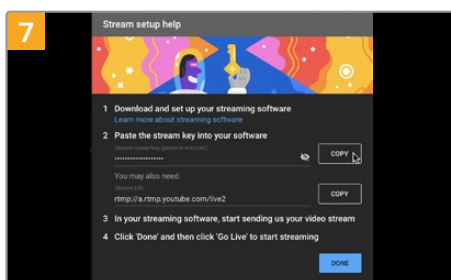 7
Stream setup help
1 Download and set up your streaming software
Learn more about streaming software
2 Paste the stream key into your software
Stream name/key (paste in encoder)
••••••••••••••••••••
COPY
You may also need
Stream URL
rtmp://a.rtmp.youtube.com/live2
COPY
3 In your streaming software, start sending us your video stream
4 Click 'Done' and then click 'Go Live' to start streaming
DONE